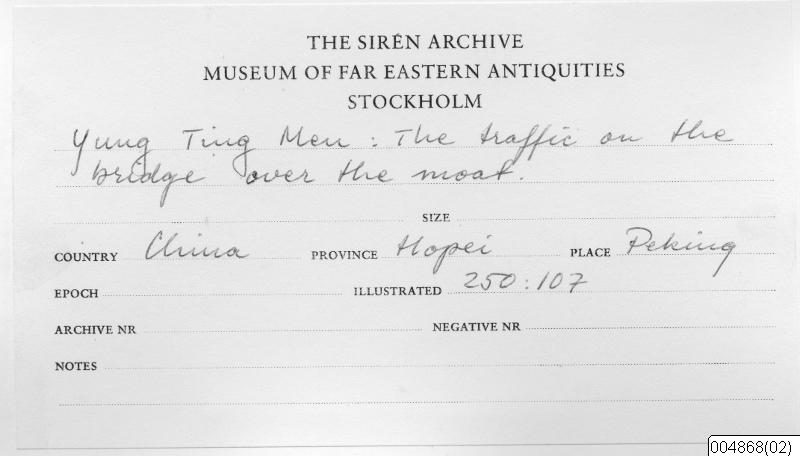 THE SIRÉN ARCHIVE
MUSEUM OF FAR EASTERN ANTIQUITIES
STOCKHOLM
Yung Ting Men : The traffic on the
bridge over the moat.
SIZE
COUNTRY China PROVINCE Hopei PLACE Peking
EPOCH ILLUSTRATED 250:107
ARCHIVE NR NEGATIVE NR
NOTES
004868(02)